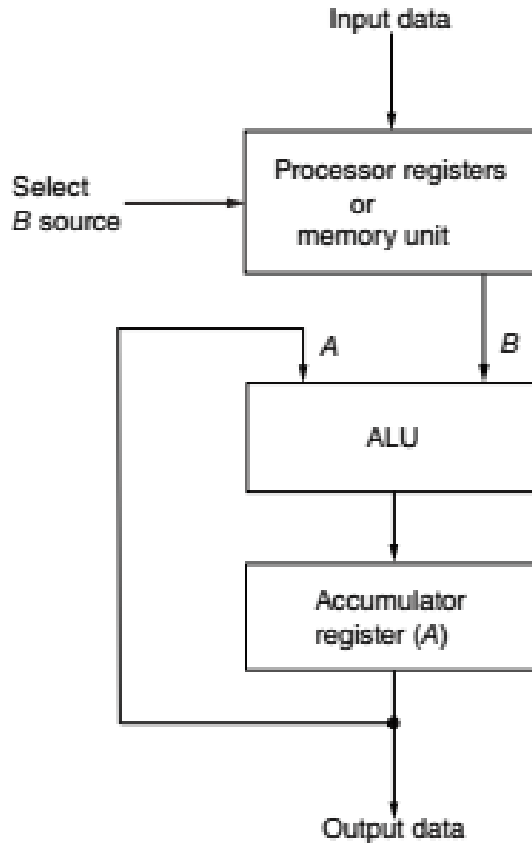 Input data
Processor registers
or
memory unit
Select
B source
A
B
ALU
Accumulator
register (A)
Output data